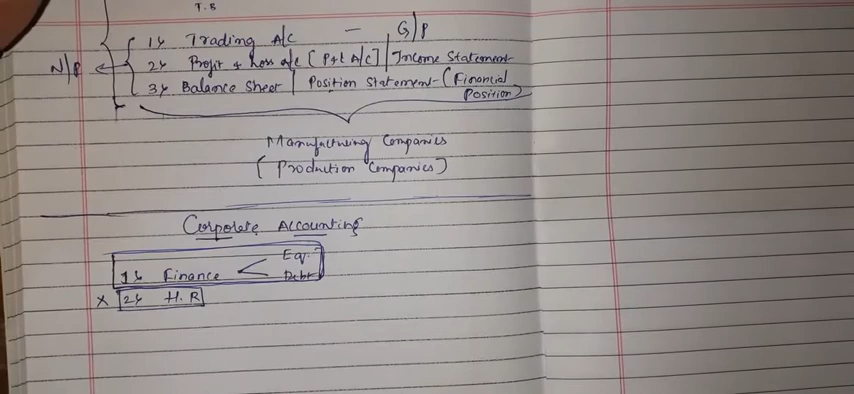 T.B
1) Trading A/C — G/P
N/P ← 2) Profit & Loss a/c [P&L A/C] | Income Statement
3) Balance Sheet | Position Statement (Financial
Position)
Manufacturing Companies
(Production Companies)
Corporate Accounting
Eq.
1) Finance < Debt
× 2) H.R